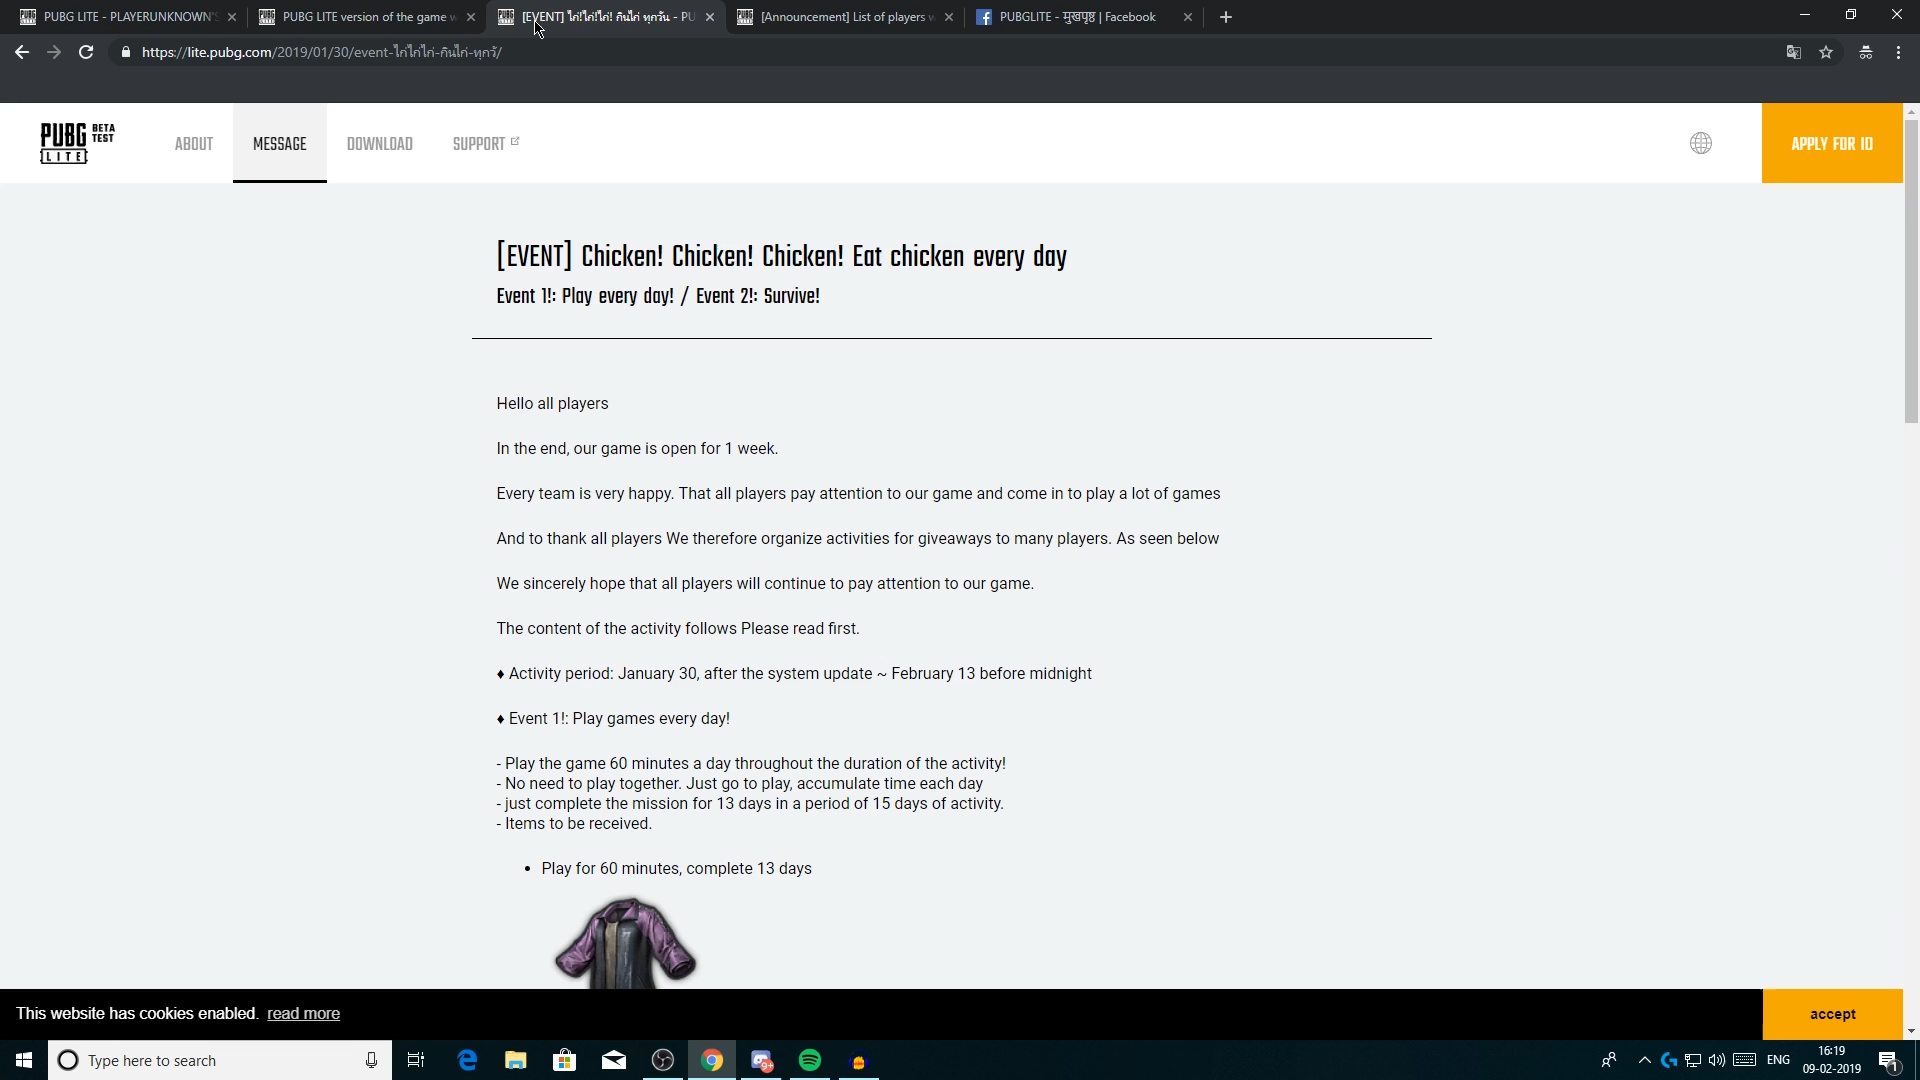 PUBG LITE - PLAYERUNKNOWN'S
PUBG LITE version of the game w
[EVENT] ไก่!ไก่!ไก่! กินไก่ ทุกวัน - PU
[Announcement] List of players w
PUBGLITE - मुखपृष्ठ | Facebook
https://lite.pubg.com/2019/01/30/event-ไก่ไก่ไก่-กินไก่-ทุกวั/
PUBG LITE BETA TEST
ABOUT
MESSAGE
DOWNLOAD
SUPPORT
APPLY FOR ID
[EVENT] Chicken! Chicken! Chicken! Eat chicken every day
Event 1!: Play every day! / Event 2!: Survive!
Hello all players
In the end, our game is open for 1 week.
Every team is very happy. That all players pay attention to our game and come in to play a lot of games
And to thank all players We therefore organize activities for giveaways to many players. As seen below
We sincerely hope that all players will continue to pay attention to our game.
The content of the activity follows Please read first.
♦ Activity period: January 30, after the system update ~ February 13 before midnight
♦ Event 1!: Play games every day!
- Play the game 60 minutes a day throughout the duration of the activity!
- No need to play together. Just go to play, accumulate time each day
- just complete the mission for 13 days in a period of 15 days of activity.
- Items to be received.
• Play for 60 minutes, complete 13 days
This website has cookies enabled. read more
accept
Type here to search
9+
ENG
16:19
09-02-2019
1